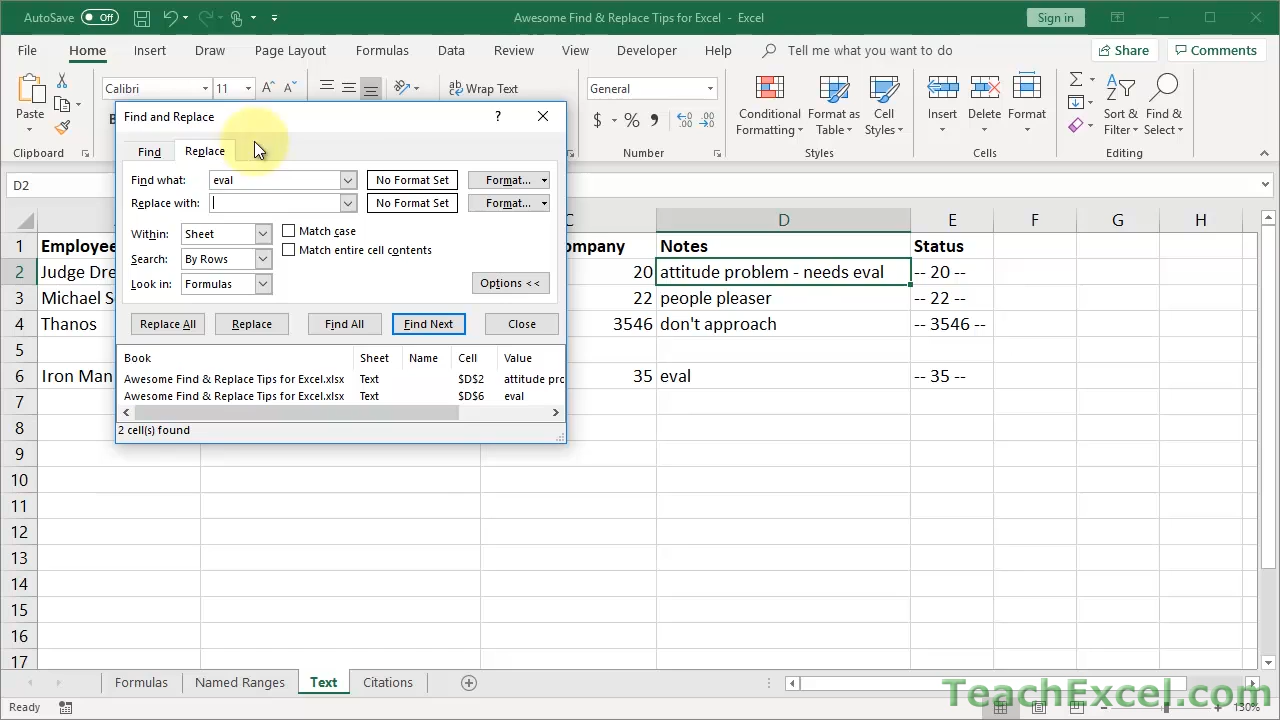 AutoSave Off Awesome Find & Replace Tips for Excel - Excel Sign in
File Home Insert Draw Page Layout Formulas Data Review View Developer Help Tell me what you want to do Share Comments
Paste Calibri 11 ab Wrap Text General
Conditional Formatting Format as Table Cell Styles Insert Delete Format Sort & Filter Find & Select
Clipboard Number Styles Cells Editing
D2
Find and Replace ?
Find Replace
Find what: eval No Format Set Format...
Replace with: No Format Set Format...
Within: Sheet Match case
Search: By Rows Match entire cell contents
Look in: Formulas Options <<
Replace All Replace Find All Find Next Close
Book Sheet Name Cell Value
Awesome Find & Replace Tips for Excel.xlsx Text $D$2 attitude prc
Awesome Find & Replace Tips for Excel.xlsx Text $D$6 eval
2 cell(s) found
D E F G H
1 Employee ompany Notes Status
2 Judge Dre 20 attitude problem - needs eval -- 20 --
3 Michael S 22 people pleaser -- 22 --
4 Thanos 3546 don't approach -- 3546 --
5
6 Iron Man 35 eval -- 35 --
7
8
9
10
11
12
13
14
15
16
17
Formulas Named Ranges Text Citations
Ready 130%
TeachExcel.com